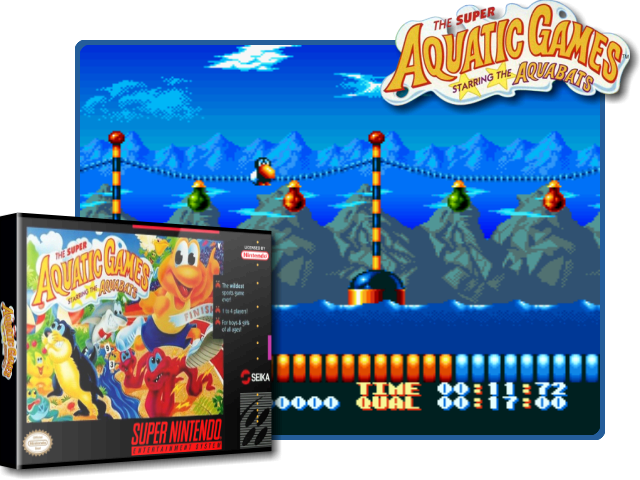 THE SUPER
AQUATIC GAMES
STARRING THE AQUABATS
TM
TIME 00:11:72
0000 QUAL 00:17:00
LICENSED BY
Nintendo
THE SUPER
AQUATIC GAMES
STARRING THE AQUABATS
The wildest
sports game
ever!
1 to 4 players!
For boys & girls
of all ages!
FINISH
SEIKA
SUPER NINTENDO
ENTERTAINMENT SYSTEM